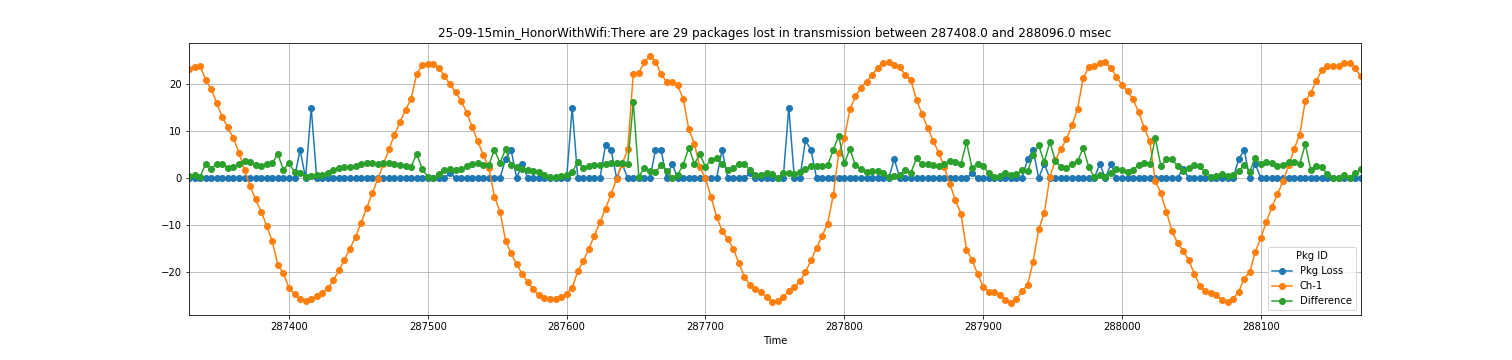 25-09-15min_HonorWithWifi:There are 29 packages lost in transmission between 287408.0 and 288096.0 msec
20
10
0
−10
−20
287400 287500 287600 287700 287800 287900 288000 288100
Time
Pkg ID
Pkg Loss
Ch-1
Difference